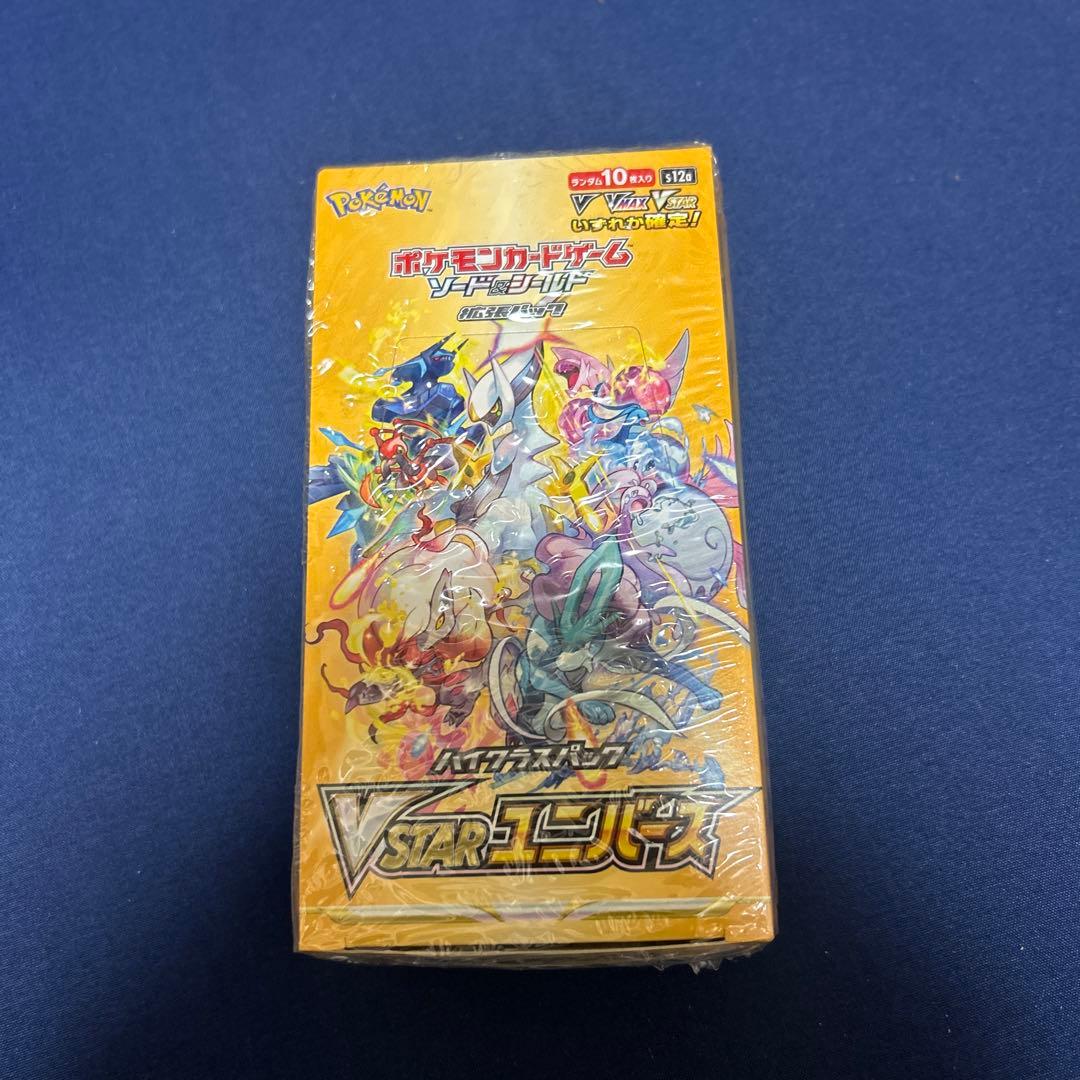 Pokémon
ランダム10枚入り s12a
V VMAX VSTAR
いずれか確定!
ポケモンカードゲーム
ソード&シールド
拡張パック
ハイクラスパック
VSTARユニバース